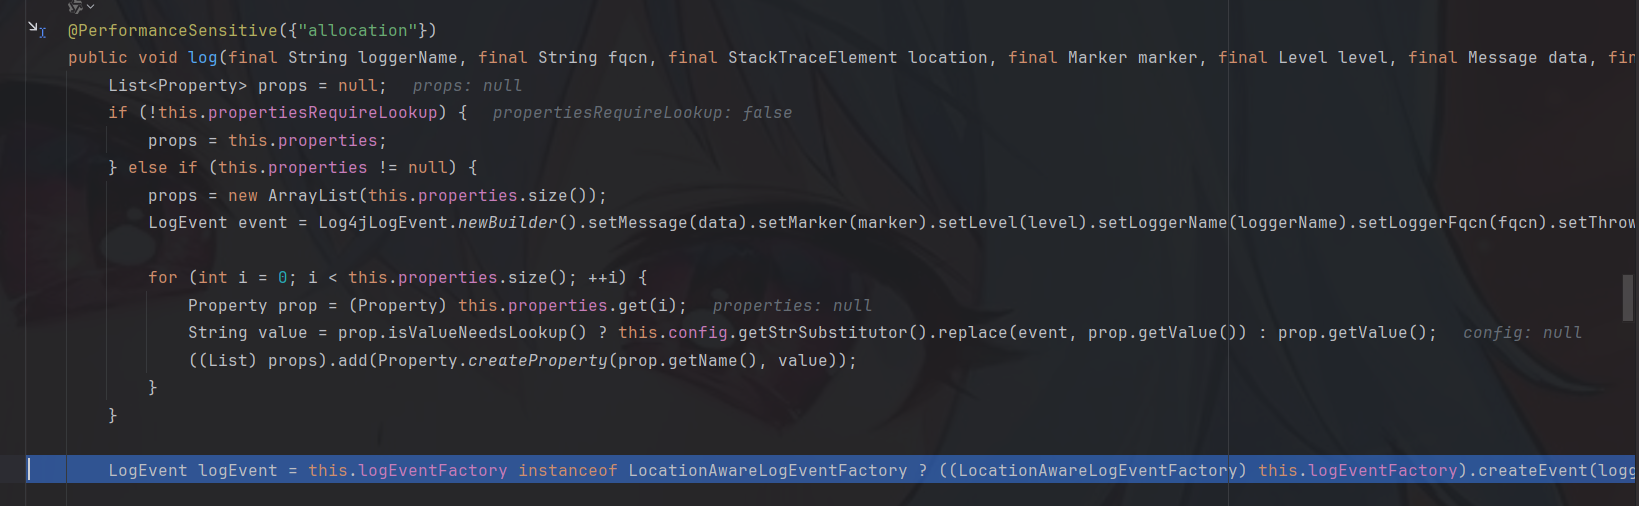 @PerformanceSensitive({"allocation"})
public void log(final String loggerName, final String fqcn, final StackTraceElement location, final Marker marker, final Level level, final Message data, fin
List<Property> props = null;   props: null
if (!this.propertiesRequireLookup) {   propertiesRequireLookup: false
props = this.properties;
} else if (this.properties != null) {
props = new ArrayList(this.properties.size());
LogEvent event = Log4jLogEvent.newBuilder().setMessage(data).setMarker(marker).setLevel(level).setLoggerName(loggerName).setLoggerFqcn(fqcn).setThrow
for (int i = 0; i < this.properties.size(); ++i) {
Property prop = (Property) this.properties.get(i);   properties: null
String value = prop.isValueNeedsLookup() ? this.config.getStrSubstitutor().replace(event, prop.getValue()) : prop.getValue();   config: null
((List) props).add(Property.createProperty(prop.getName(), value));
}
}
LogEvent logEvent = this.logEventFactory instanceof LocationAwareLogEventFactory ? ((LocationAwareLogEventFactory) this.logEventFactory).createEvent(logg